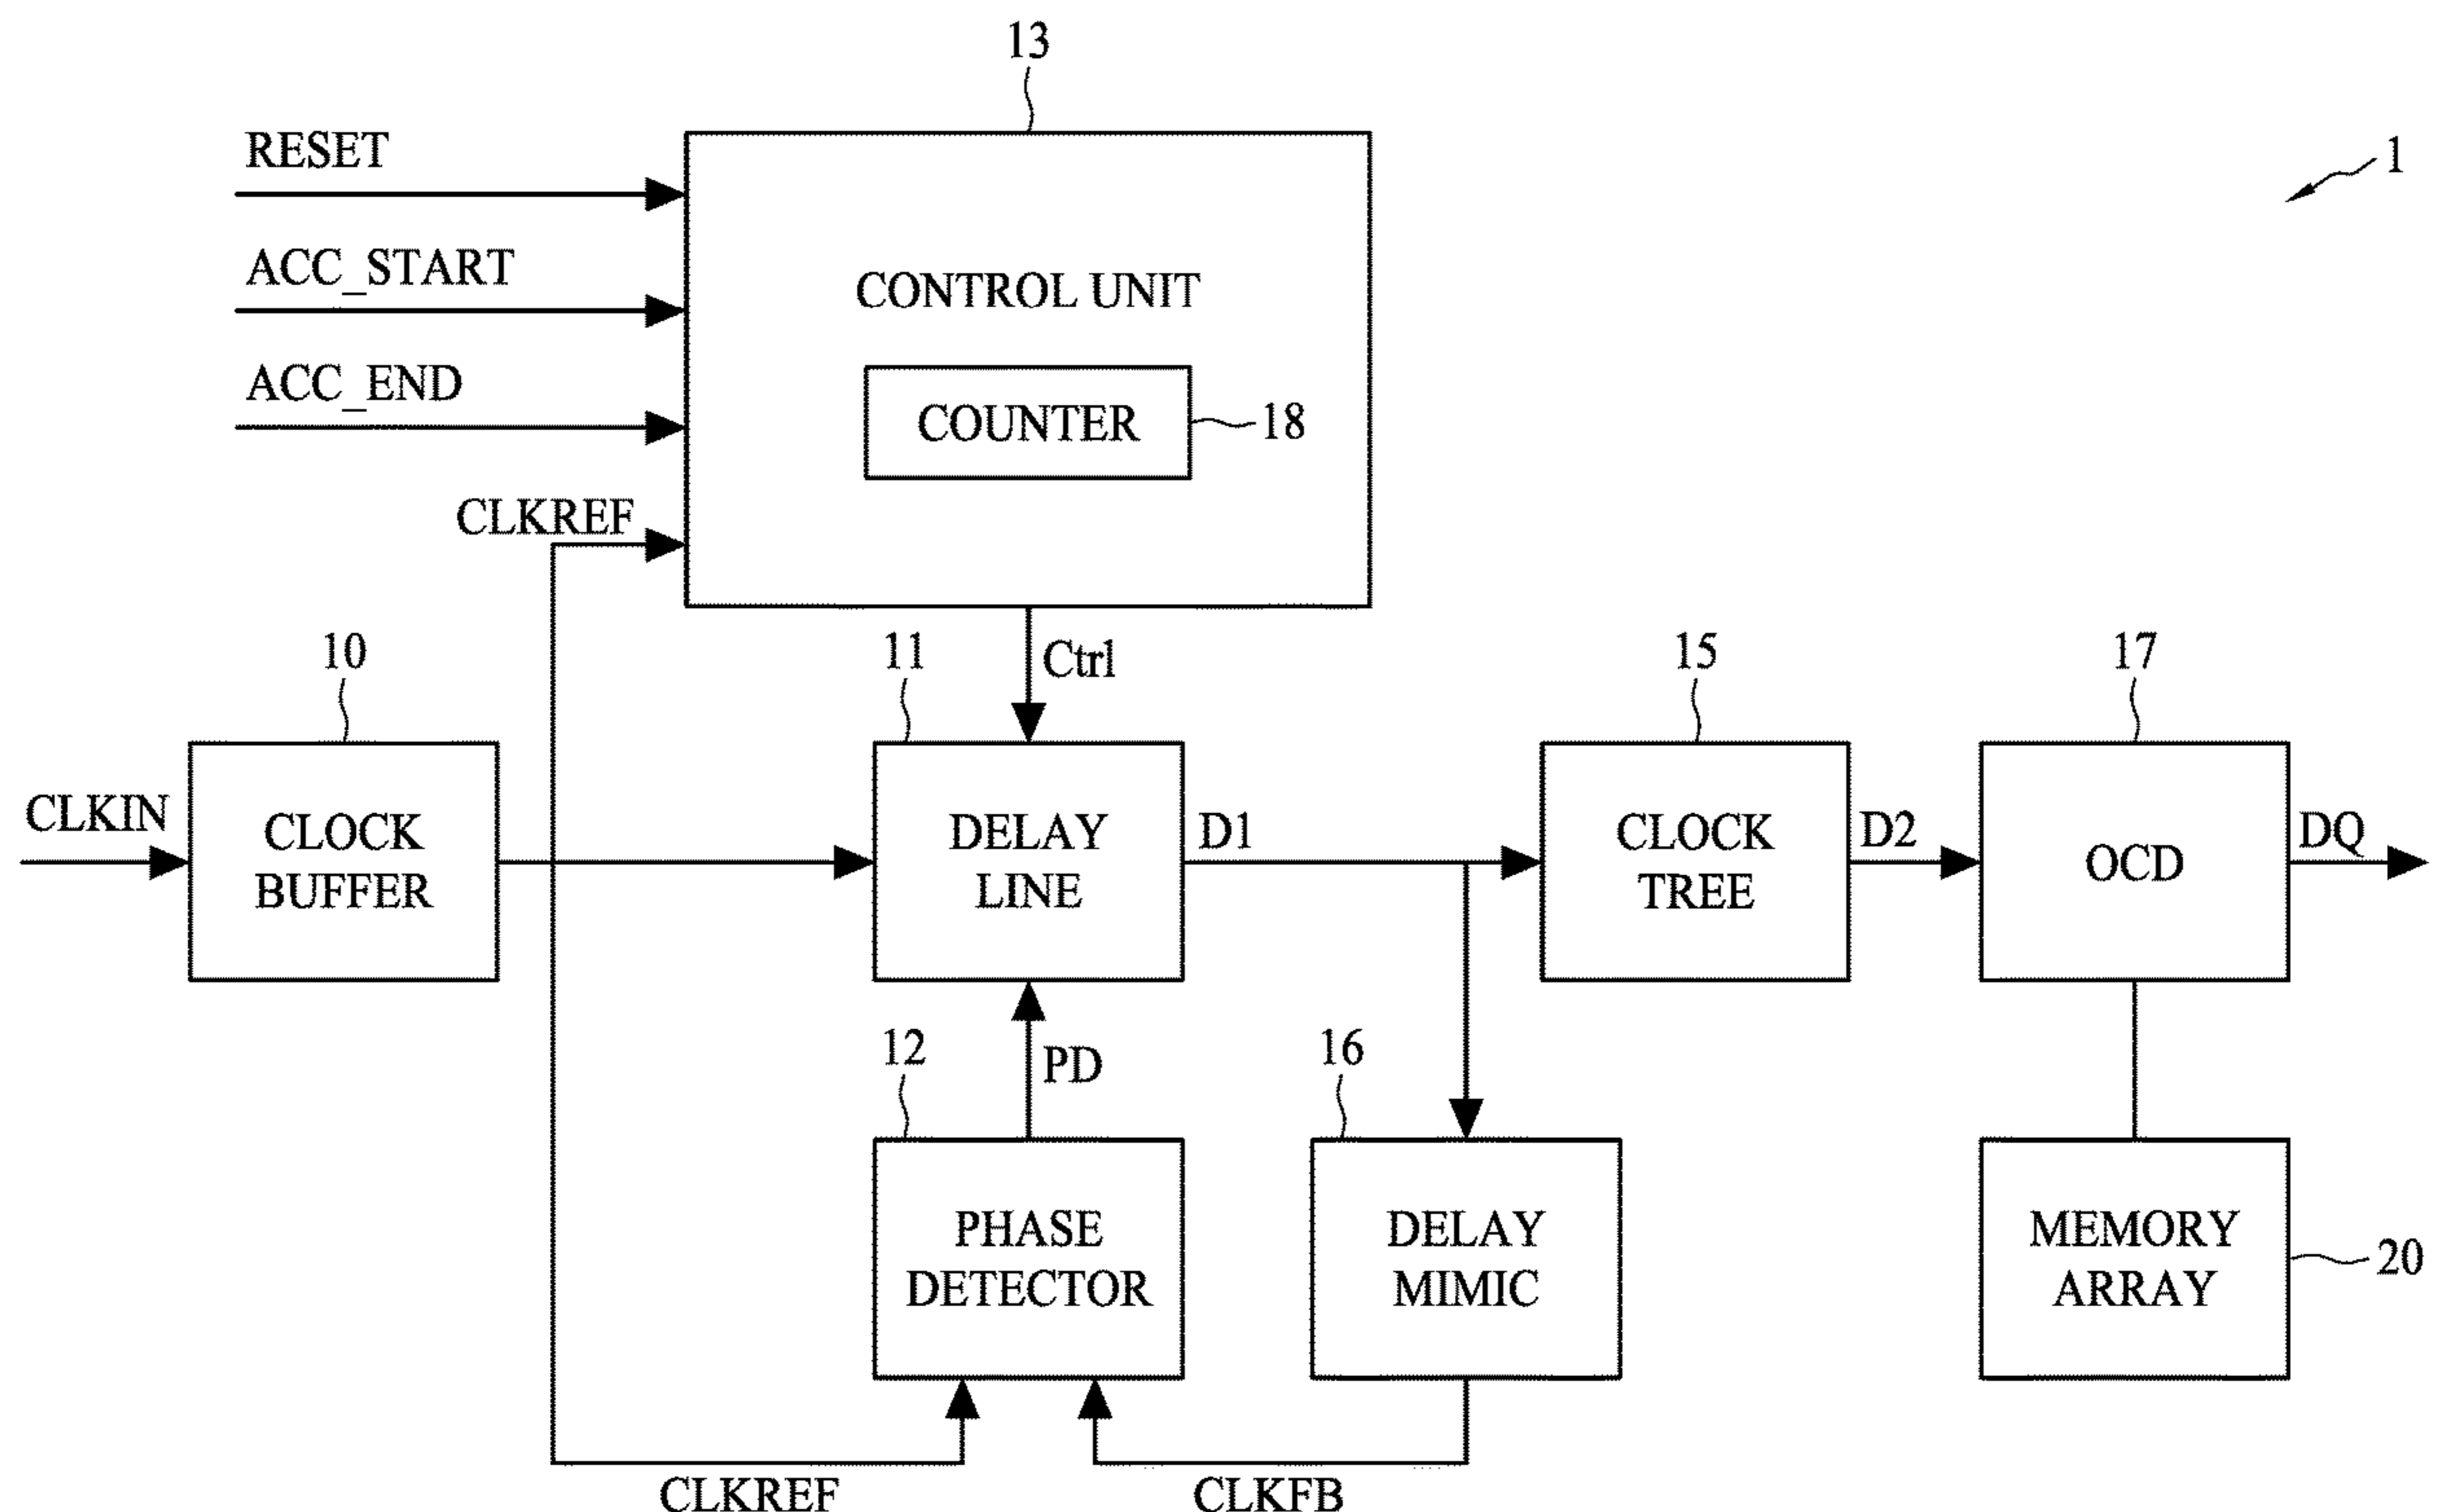 13
RESET
1
ACC_START
CONTROL UNIT
ACC_END
COUNTER
18
CLKREF
10
11
Ctrl
15
17
CLKIN
CLOCK
BUFFER
DELAY
LINE
D1
CLOCK
TREE
D2
OCD
DQ
12
PD
16
PHASE
DETECTOR
DELAY
MIMIC
MEMORY
ARRAY
20
CLKREF
CLKFB